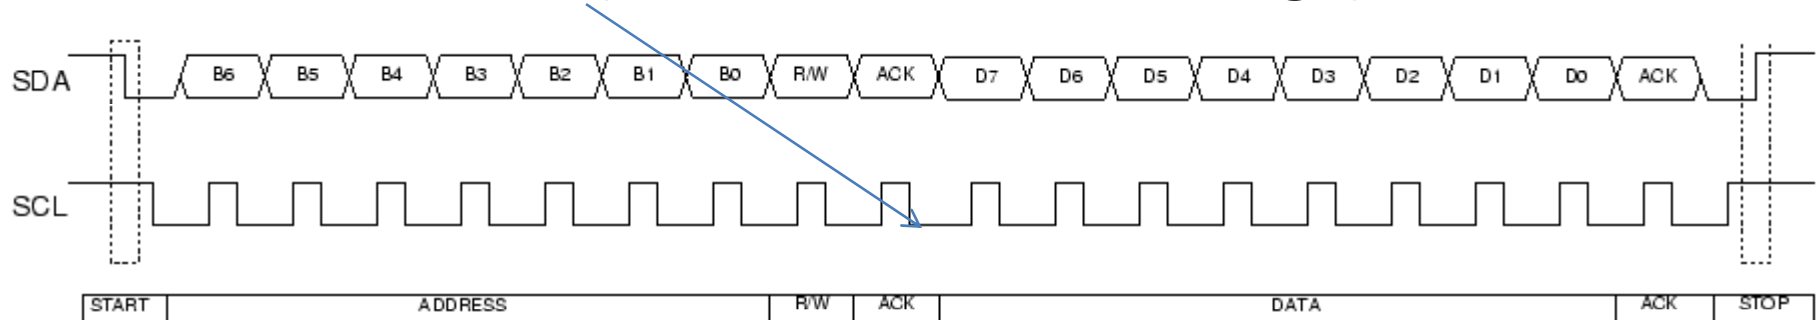 SDA B6 B5 B4 B3 B2 B1 B0 R/W ACK D7 D6 D5 D4 D3 D2 D1 D0 ACK
SCL
START ADDRESS R/W ACK DATA ACK STOP